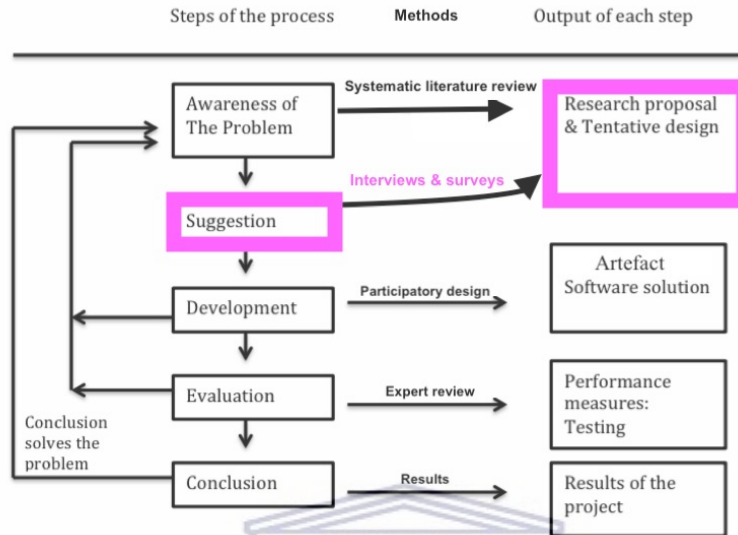 Steps of the process
Methods
Output of each step
Awareness of
The Problem
Systematic literature review
Research proposal
& Tentative design
Interviews & surveys
Suggestion
Artefact
Software solution
Participatory design
Development
Evaluation
Expert review
Performance
measures:
Testing
Conclusion
solves the
problem
Conclusion
Results
Results of the
project